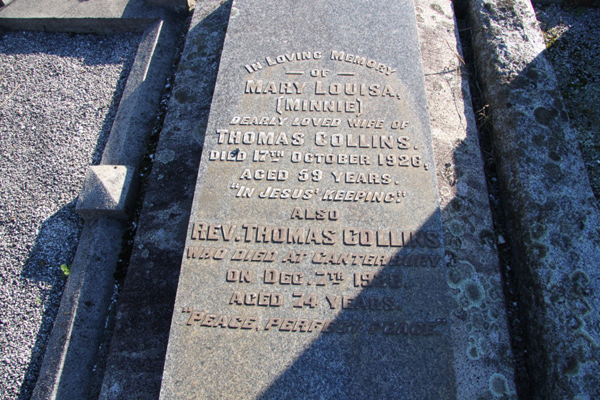 In Loving Memory
OF
Mary Louisa,
[Minnie]
Dearly Loved Wife of
Thomas Collins.
Died 17TH October 1926,
Aged 59 Years.
"In Jesus' Keeping."
Also
Rev. Thomas Collins
Who Died at Canterbury
on Dec. 7TH
Aged 74 Years.
"Peace, Perfect Peace"